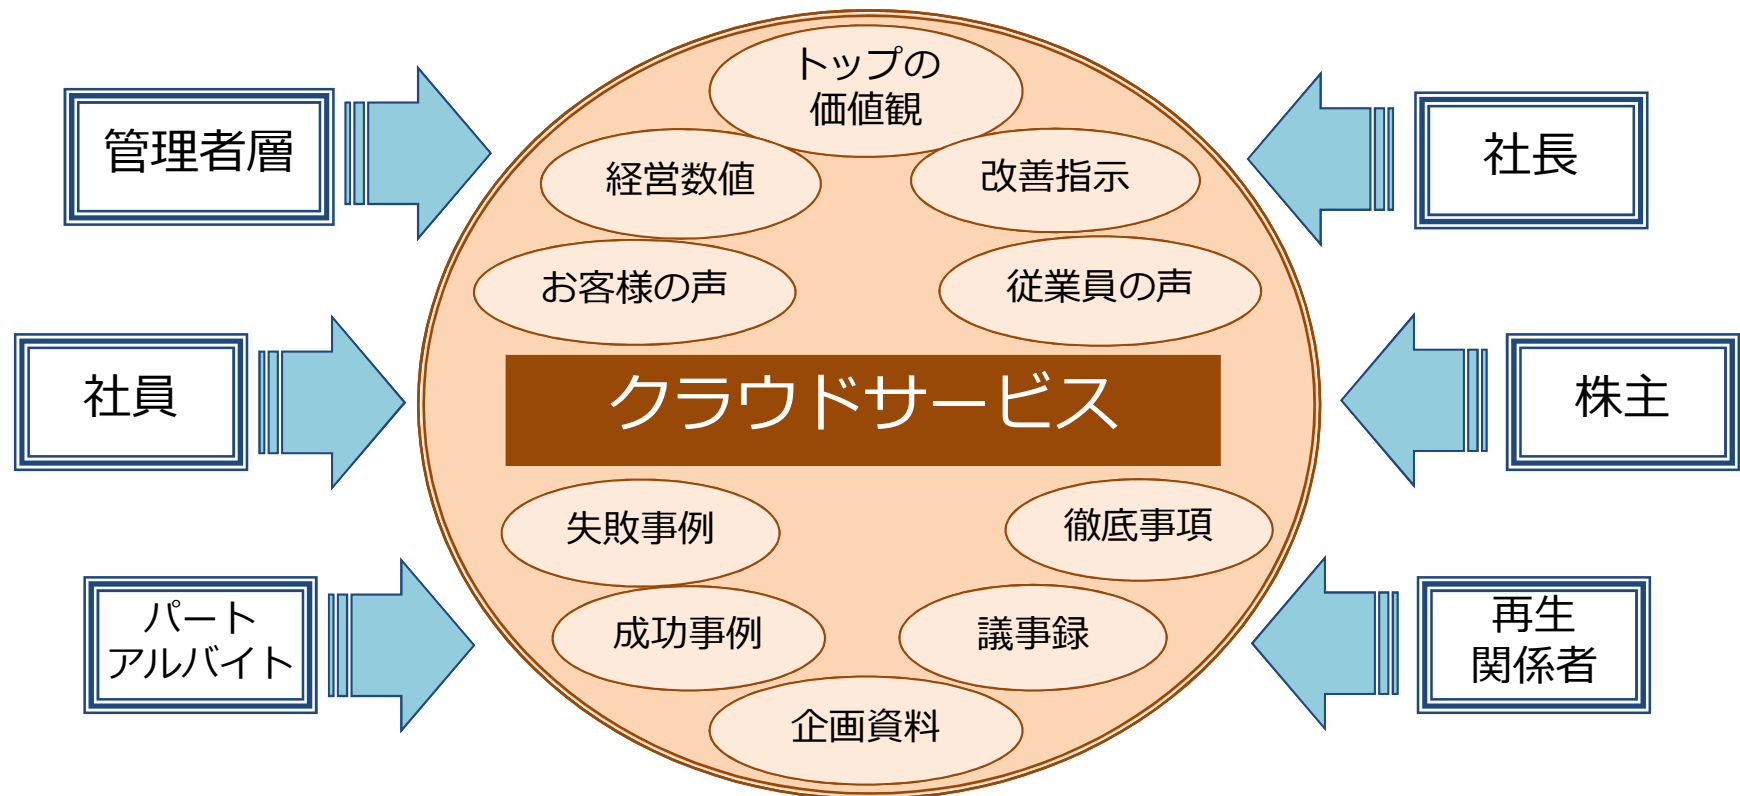 トップの
価値観
管理者層
経営数値
改善指示
社長
お客様の声
従業員の声
社員
クラウドサービス
株主
失敗事例
徹底事項
パート
アルバイト
成功事例
議事録
再生
関係者
企画資料